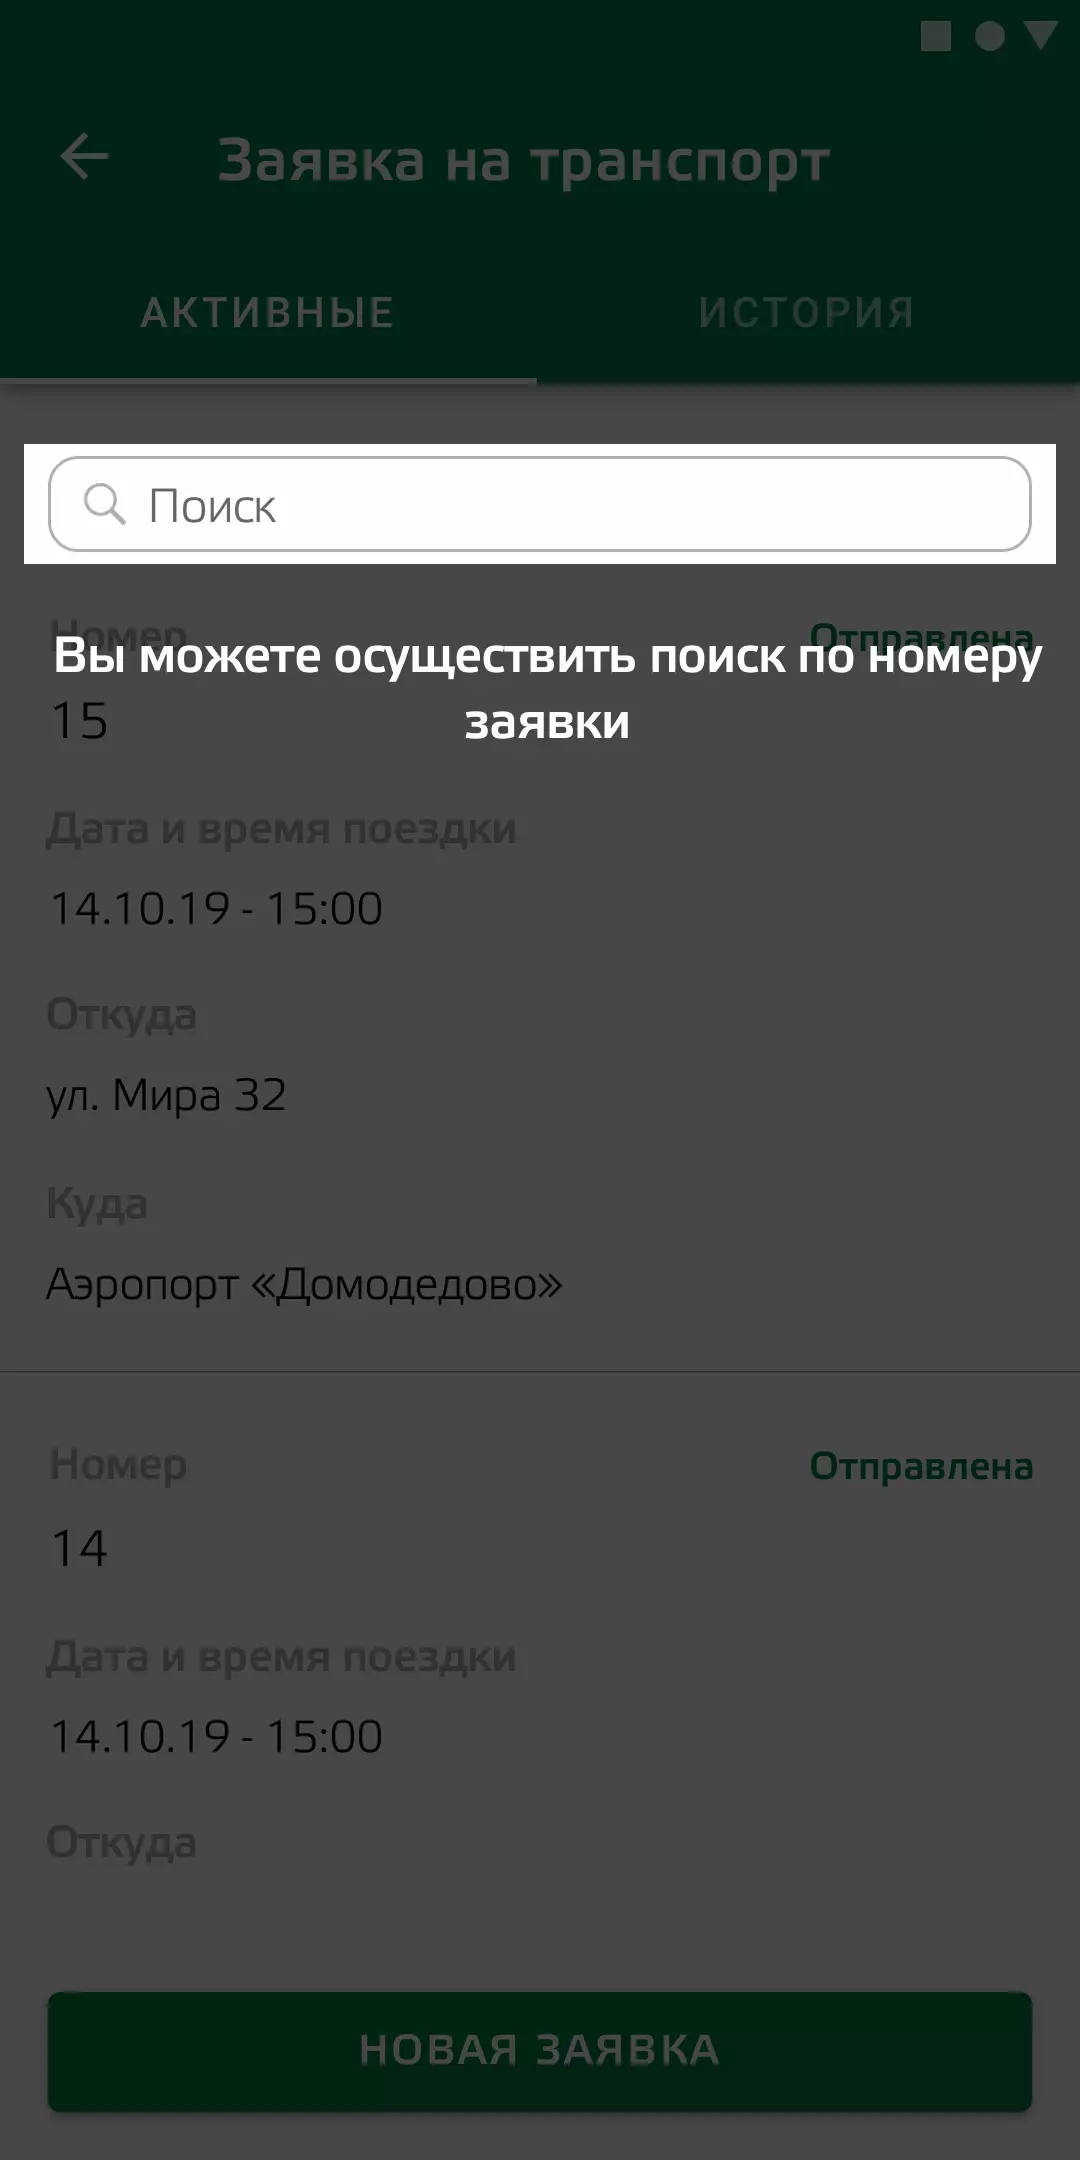 Заявка на транспорт
АКТИВНЫЕ ИСТОРИЯ
Поиск
Номер Отправлена
Вы можете осуществить поиск по номеру
заявки
15
Дата и время поездки
14.10.19 - 15:00
Откуда
ул. Мира 32
Куда
Аэропорт «Домодедово»
Номер Отправлена
14
Дата и время поездки
14.10.19 - 15:00
Откуда
НОВАЯ ЗАЯВКА